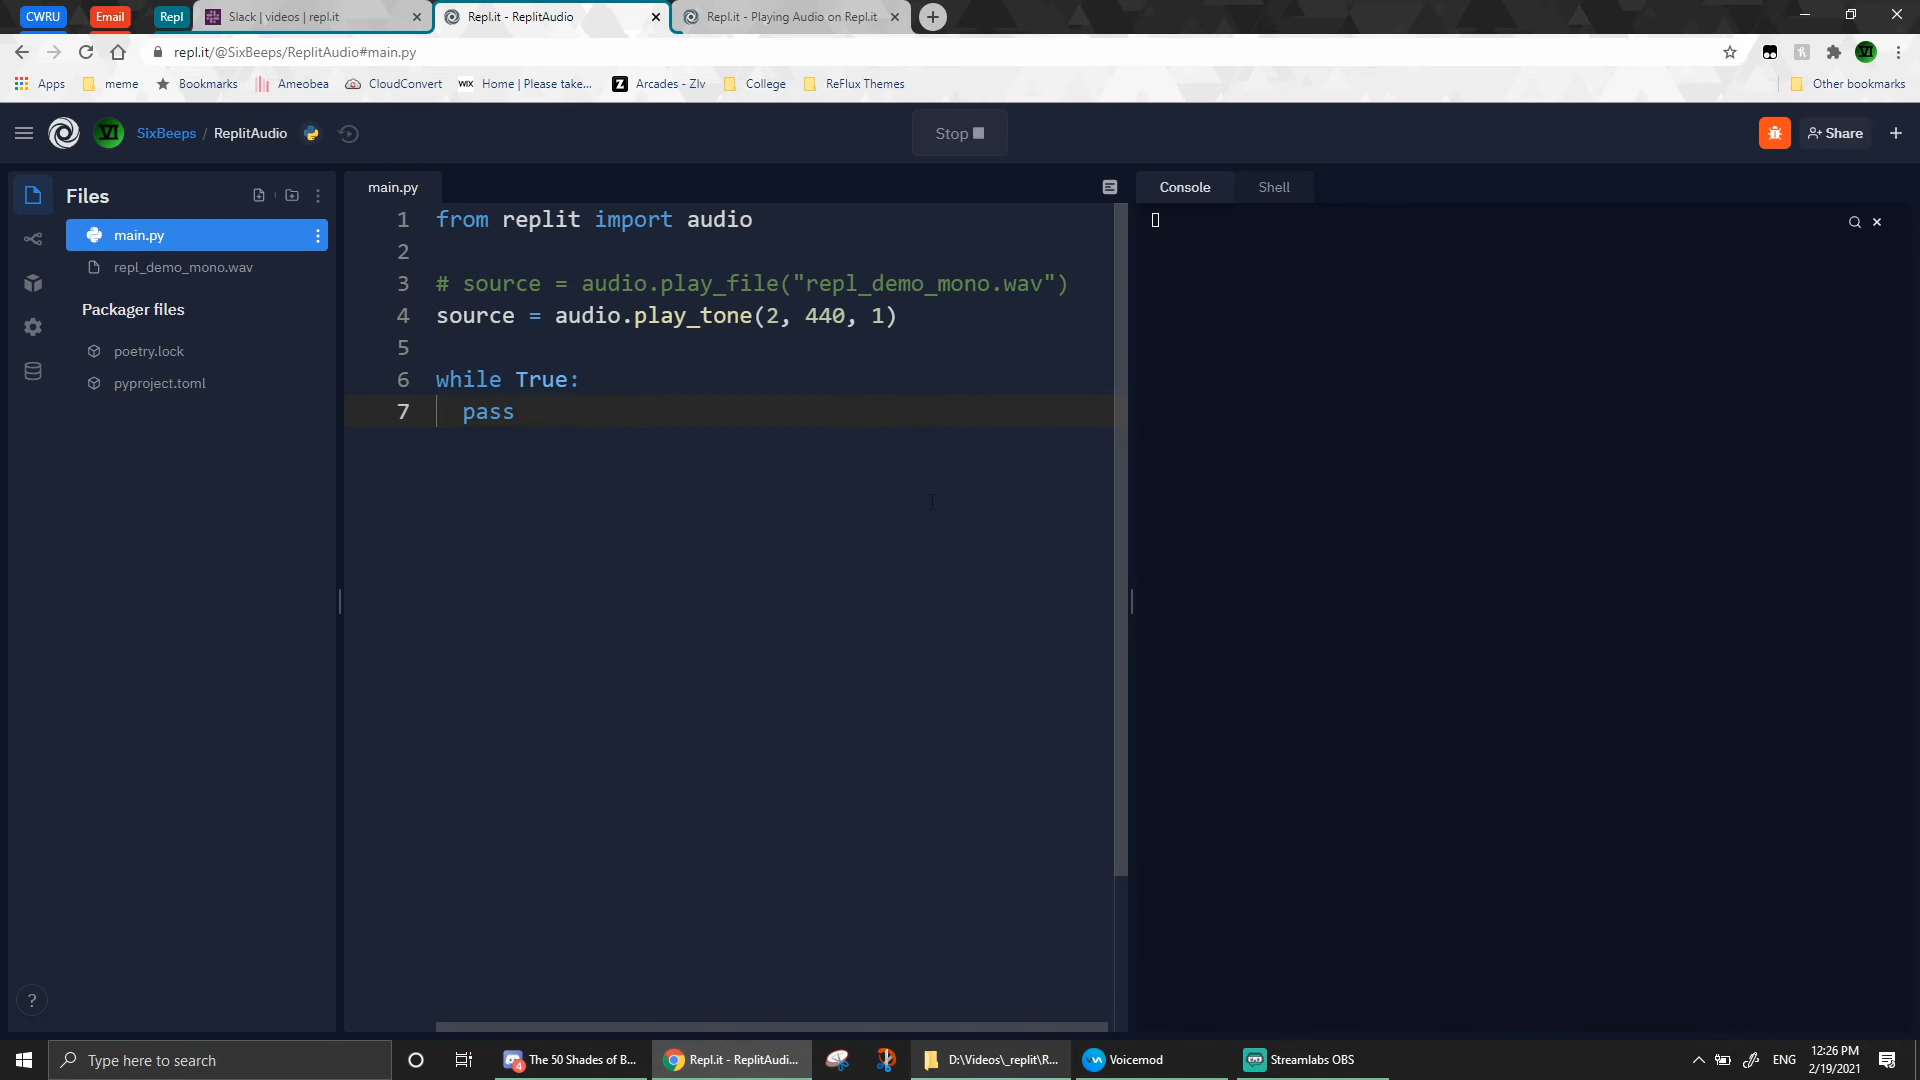 CWRU
Email
Repl
Slack | videos | repl.it
Repl.it - ReplitAudio
Repl.it - Playing Audio on Repl.it
repl.it/@SixBeeps/ReplitAudio#main.py
Apps
meme
Bookmarks
Ameobea
CloudConvert
WIX
Home | Please take...
Arcades - Zlv
College
ReFlux Themes
Other bookmarks
VI
SixBeeps / ReplitAudio
Stop
Share
Files
main.py
repl_demo_mono.wav
Packager files
poetry.lock
pyproject.toml
main.py
1 from replit import audio
2
3 # source = audio.play_file("repl_demo_mono.wav")
4 source = audio.play_tone(2, 440, 1)
5
6 while True:
7 pass
Console
Shell
?
Type here to search
4
The 50 Shades of B...
Repl.it - ReplitAudi...
D:\Videos\_replit\R...
Voicemod
Streamlabs OBS
ENG
12:26 PM
2/19/2021